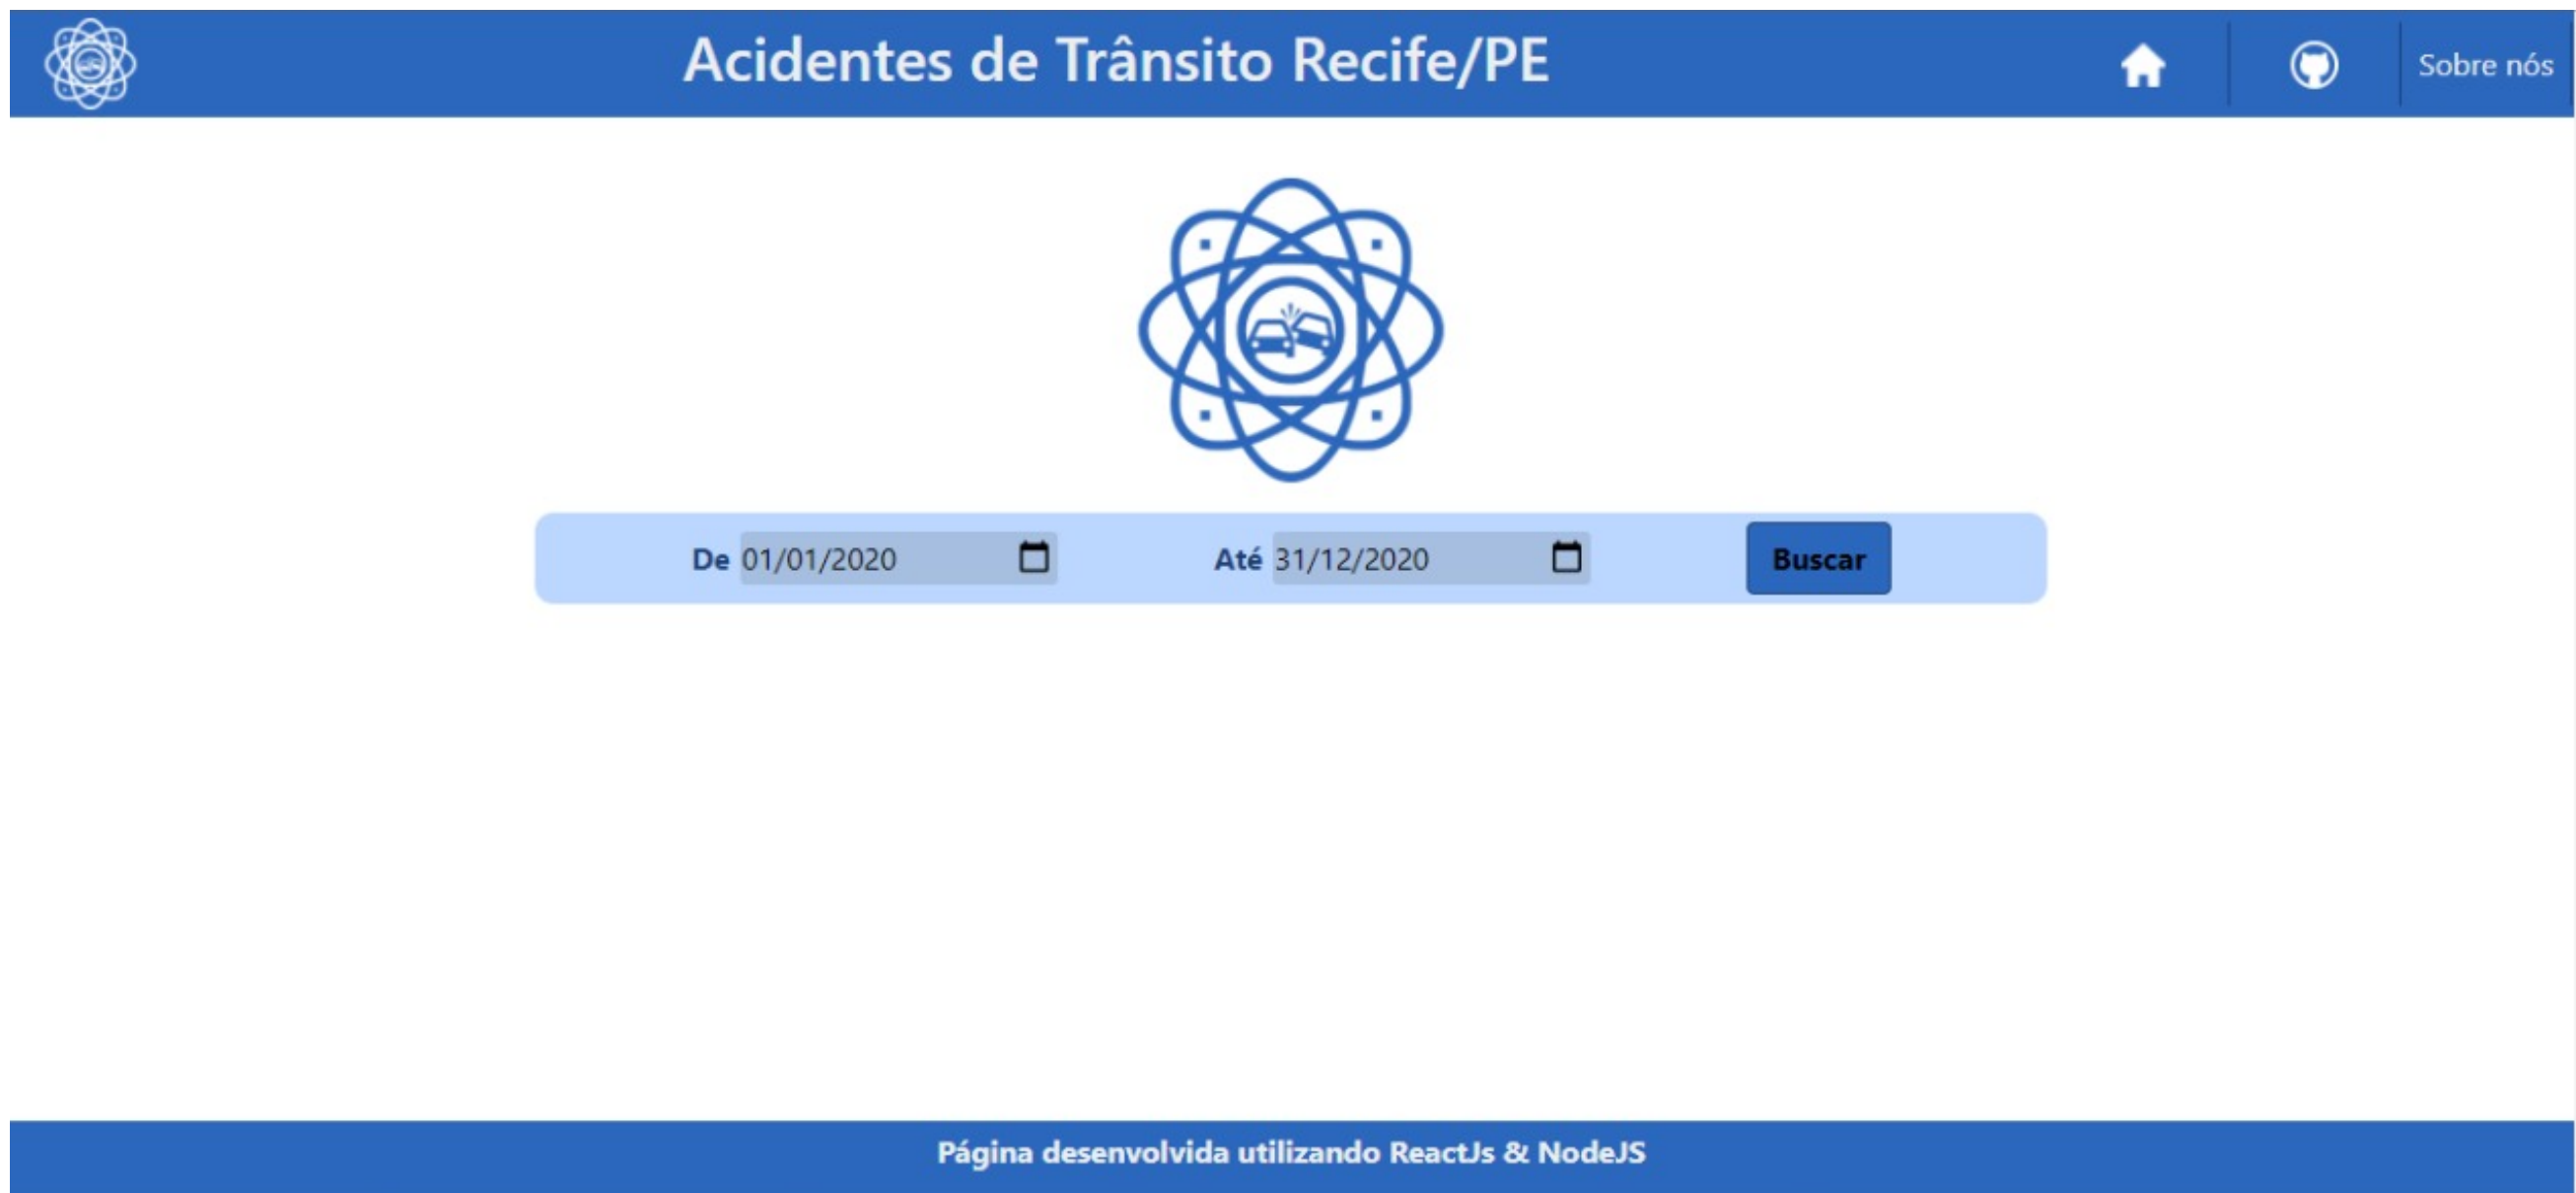 Acidentes de Trânsito Recife/PE
Sobre nós
De 01/01/2020 Até 31/12/2020 Buscar
Página desenvolvida utilizando ReactJs & NodeJS